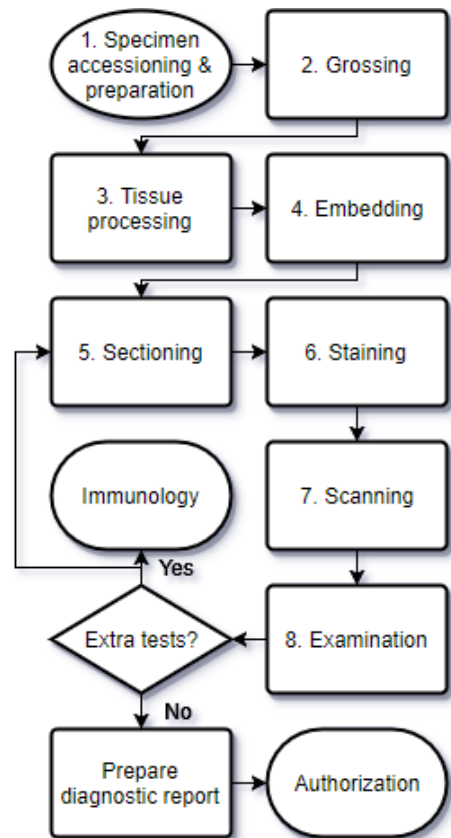 1. Specimen
accessioning &
preparation
2. Grossing
3. Tissue
processing
4. Embedding
5. Sectioning
6. Staining
Immunology
7. Scanning
Yes
Extra tests?
8. Examination
No
Prepare
diagnostic report
Authorization